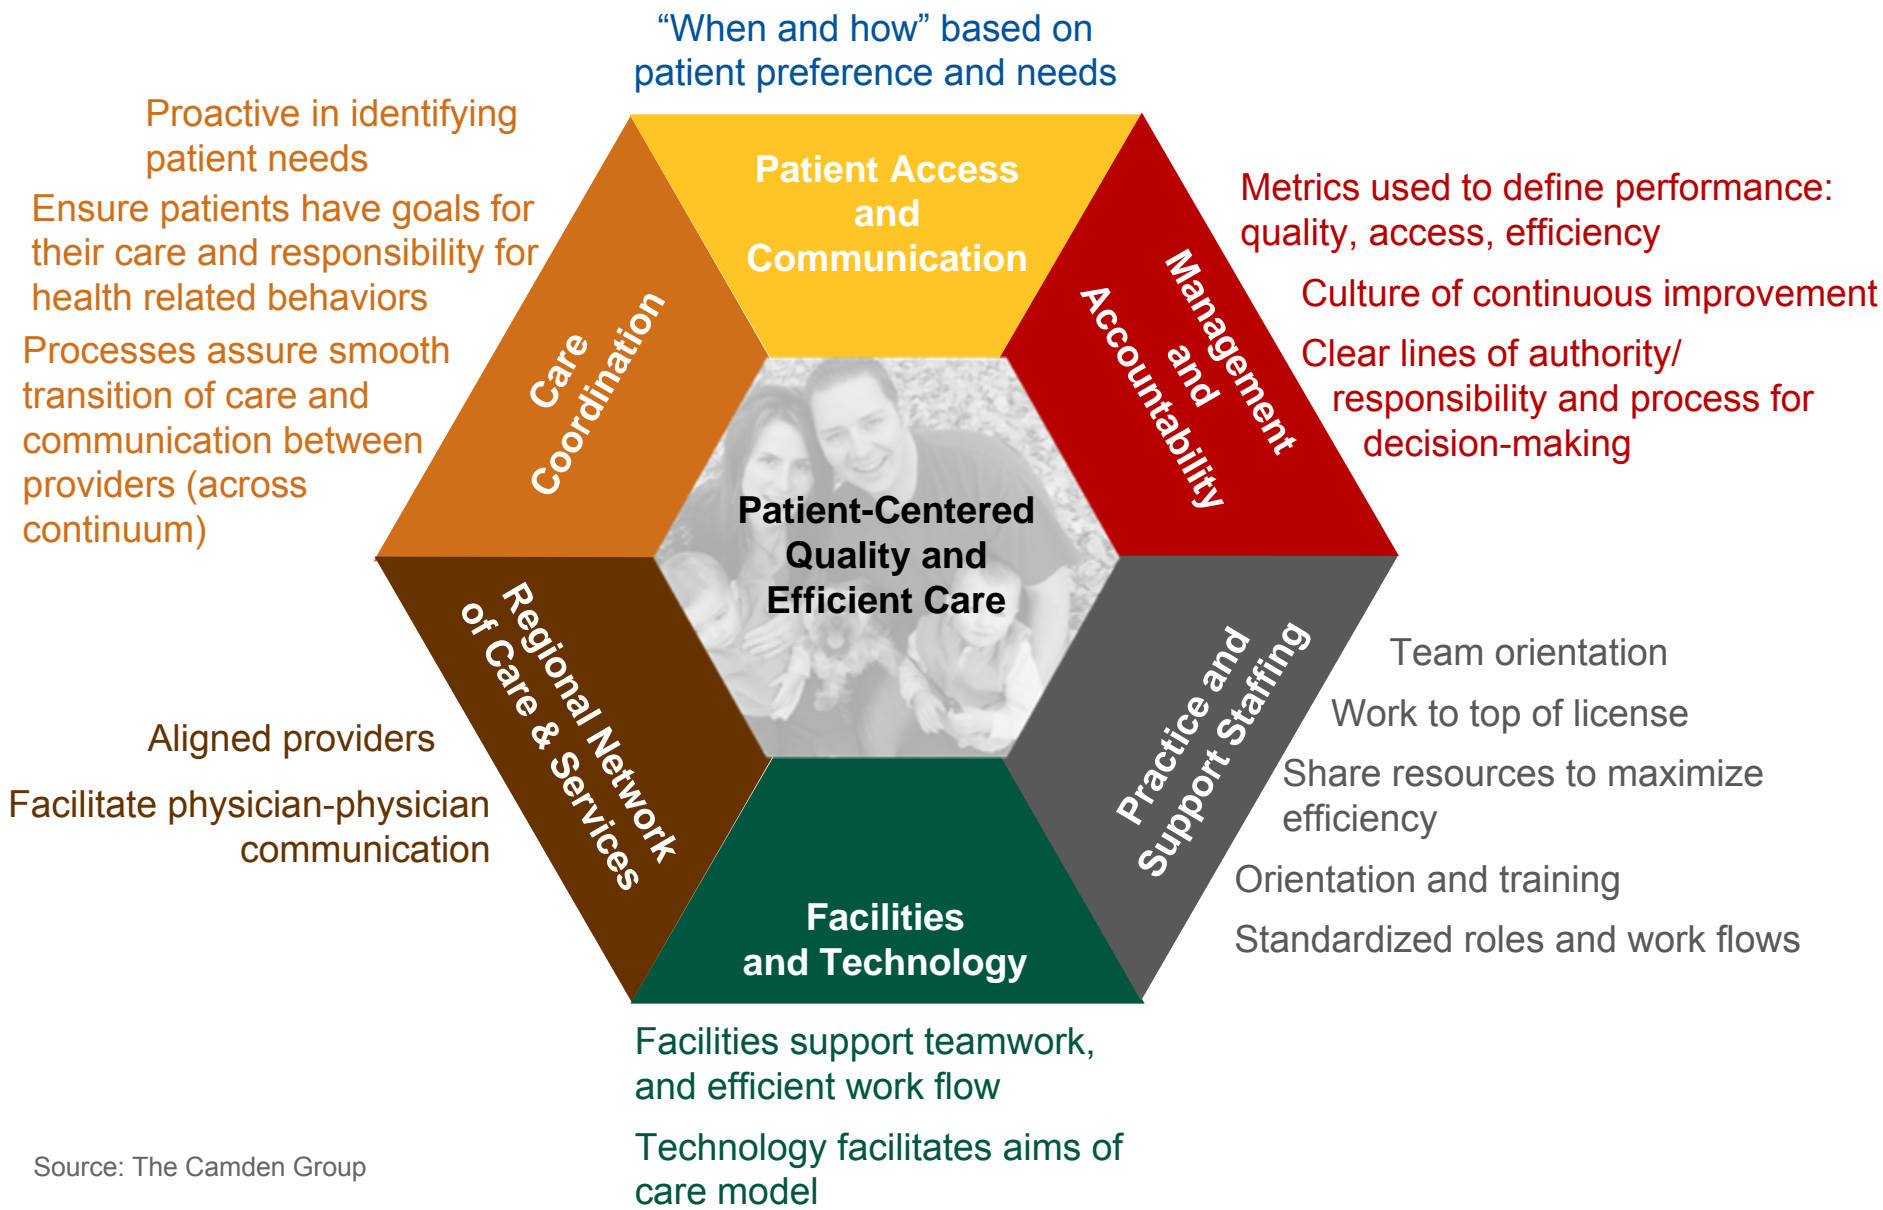 “When and how” based on
patient preference and needs
Proactive in identifying
patient needs
Ensure patients have goals for
their care and responsibility for
health related behaviors
Processes assure smooth
transition of care and
communication between
providers (across
continuum)
Patient Access
and
Communication
Care
Coordination
Management
and
Accountability
Metrics used to define performance:
quality, access, efficiency
Culture of continuous improvement
Clear lines of authority/
responsibility and process for
decision-making
Patient-Centered
Quality and
Efficient Care
Regional Network
of Care & Services
Aligned providers
Facilitate physician-physician
communication
Practice and
Support Staffing
Team orientation
Work to top of license
Share resources to maximize
efficiency
Orientation and training
Standardized roles and work flows
Facilities
and Technology
Facilities support teamwork,
and efficient work flow
Technology facilitates aims of
care model
Source: The Camden Group